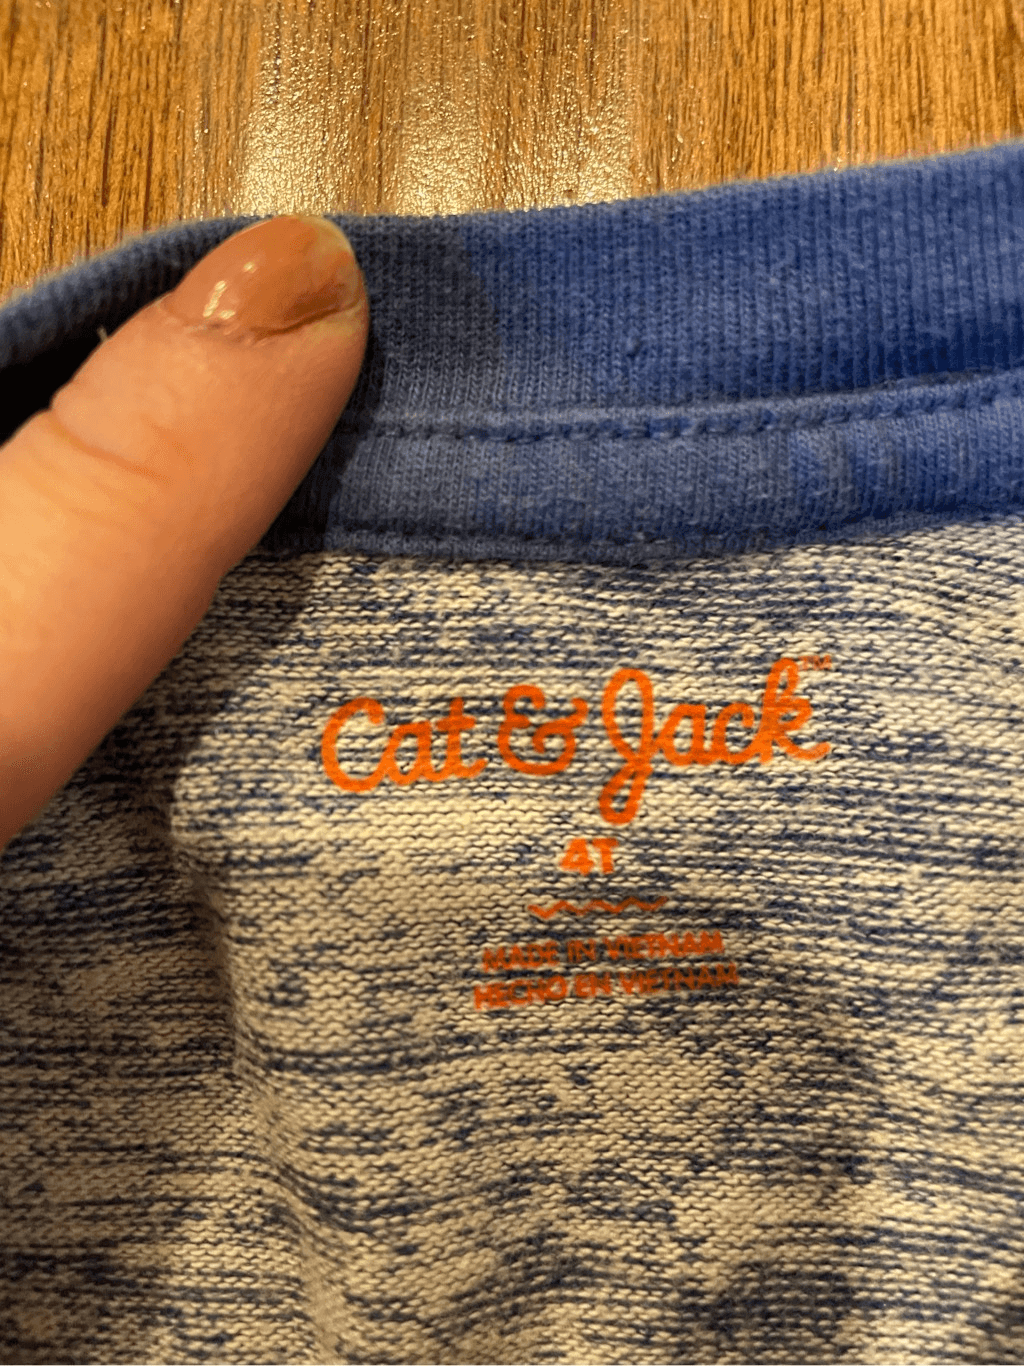 Cat & Jack™
4T
MADE IN VIETNAM
HECHO EN VIETNAM